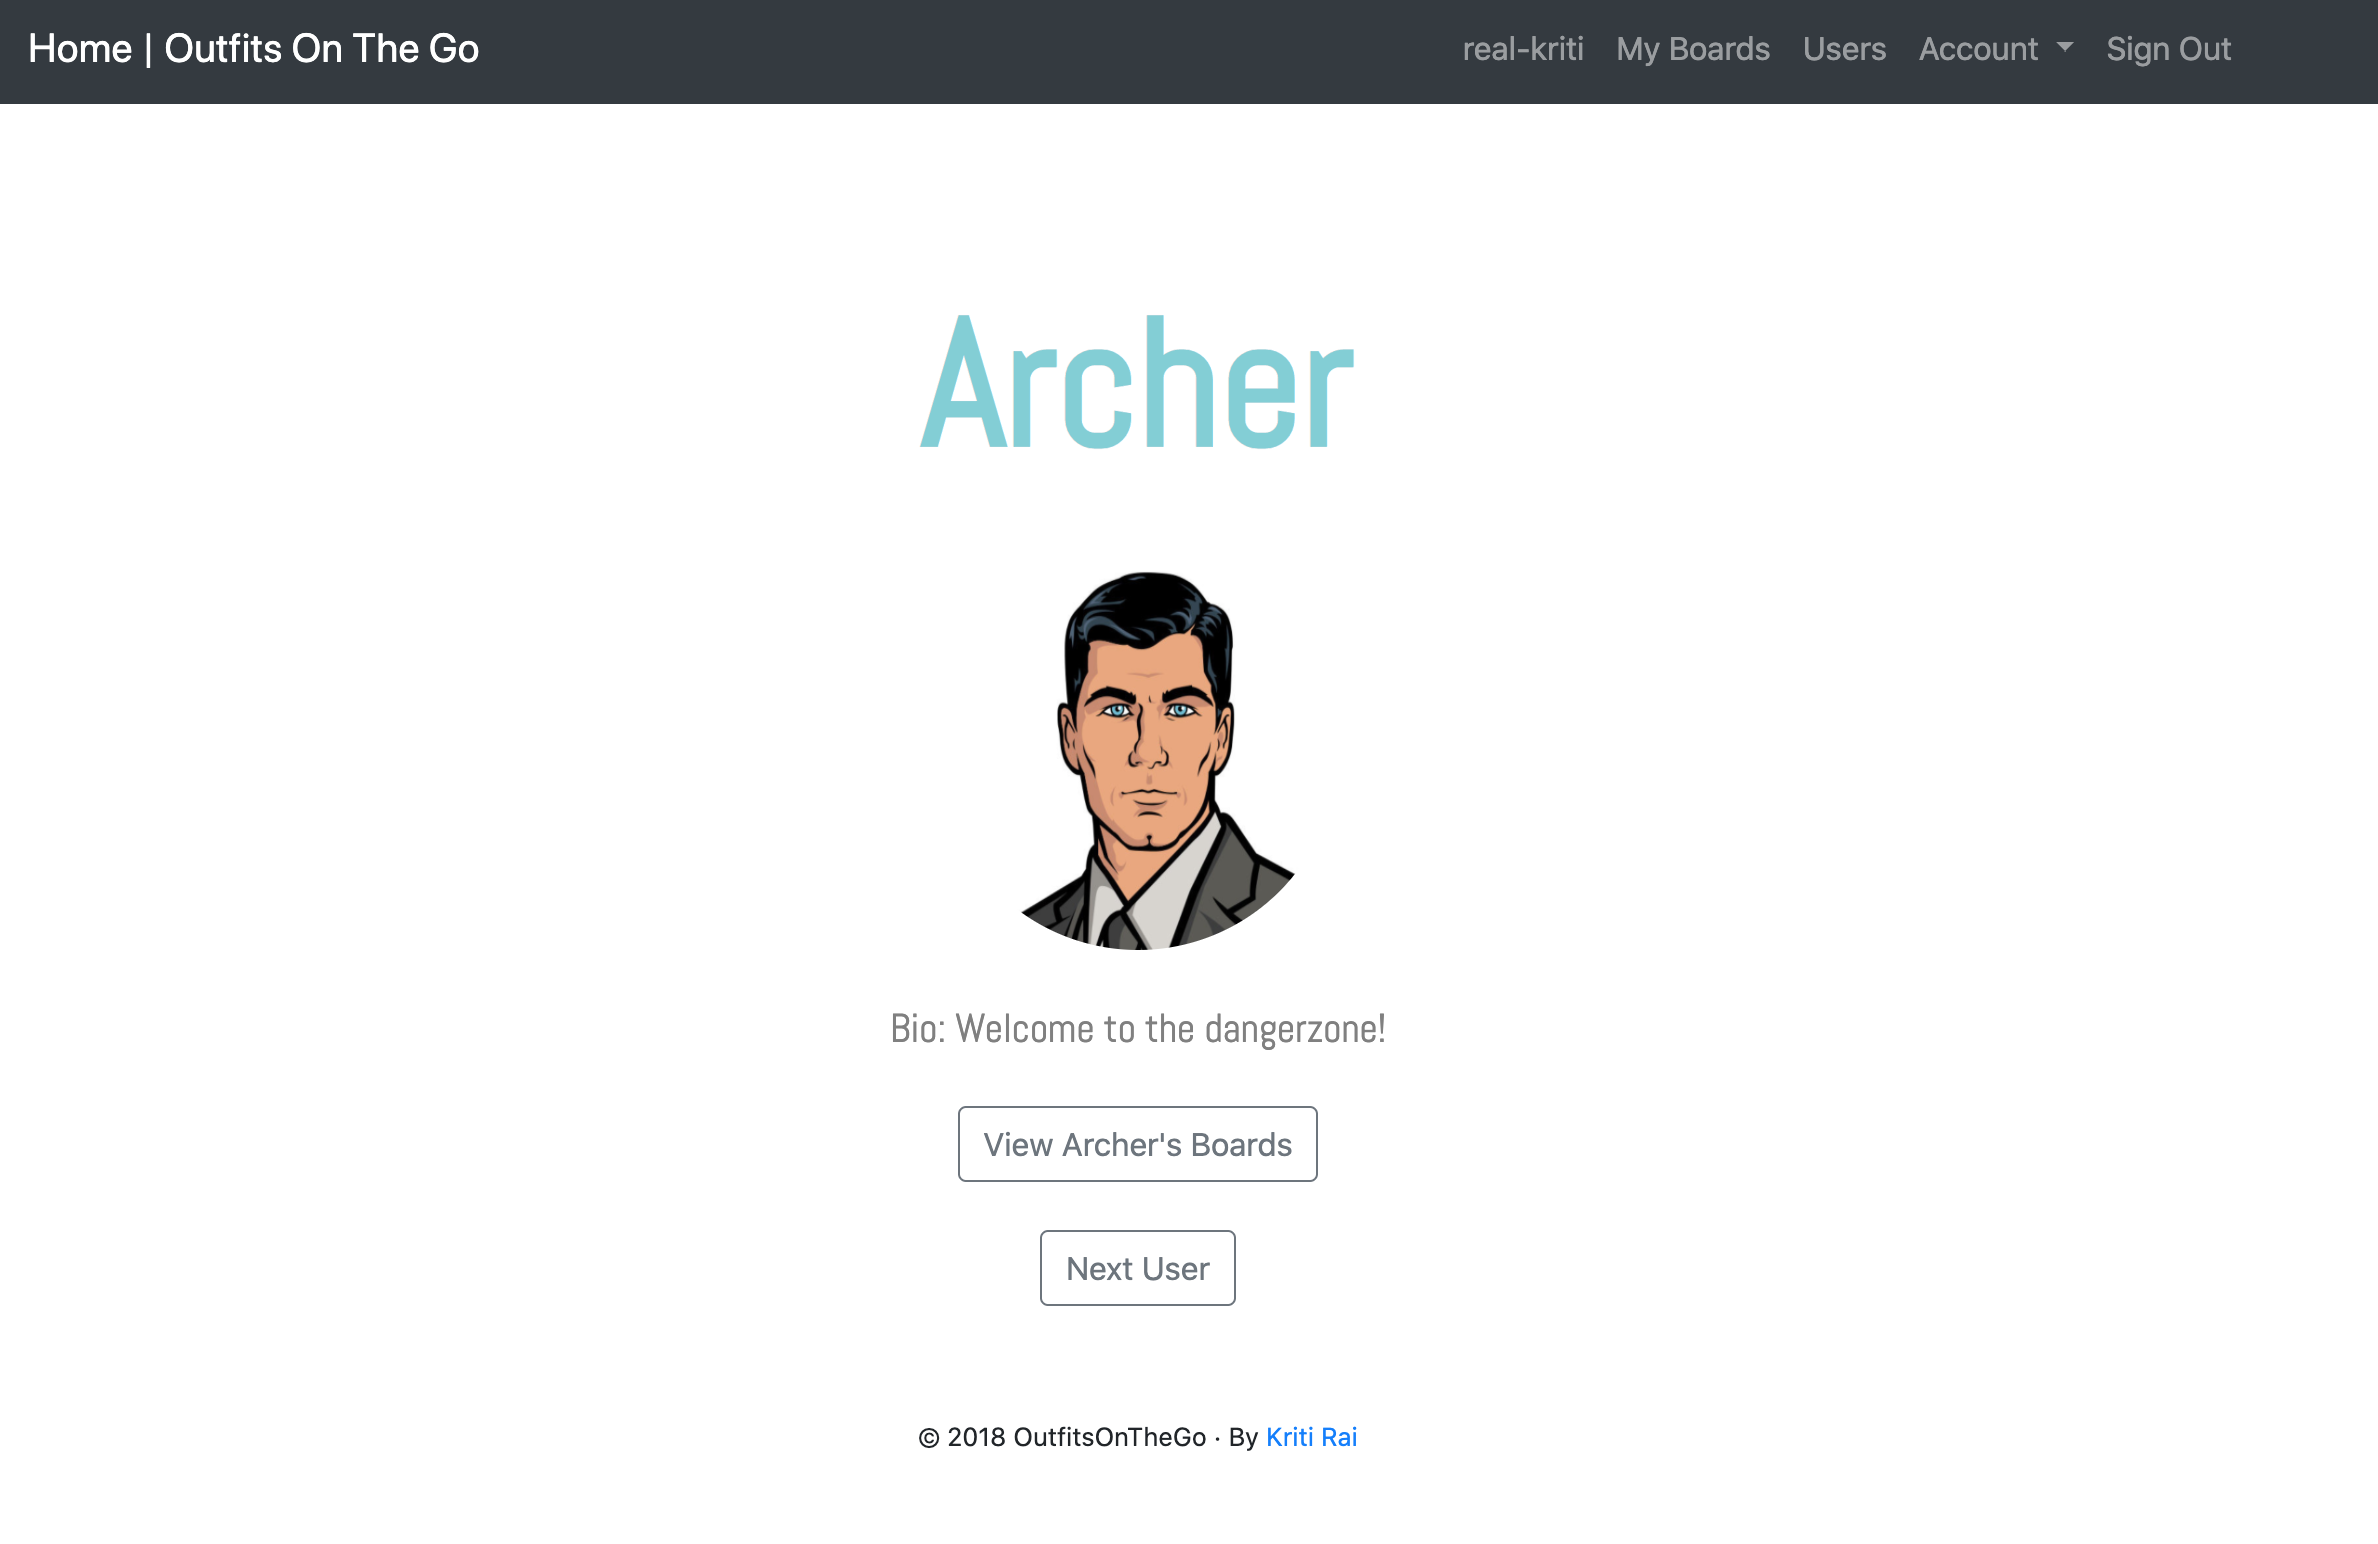 Home | Outfits On The Go real-kriti My Boards Users Account Sign Out
Archer
Bio: Welcome to the dangerzone!
View Archer's Boards
Next User
© 2018 OutfitsOnTheGo · By Kriti Rai